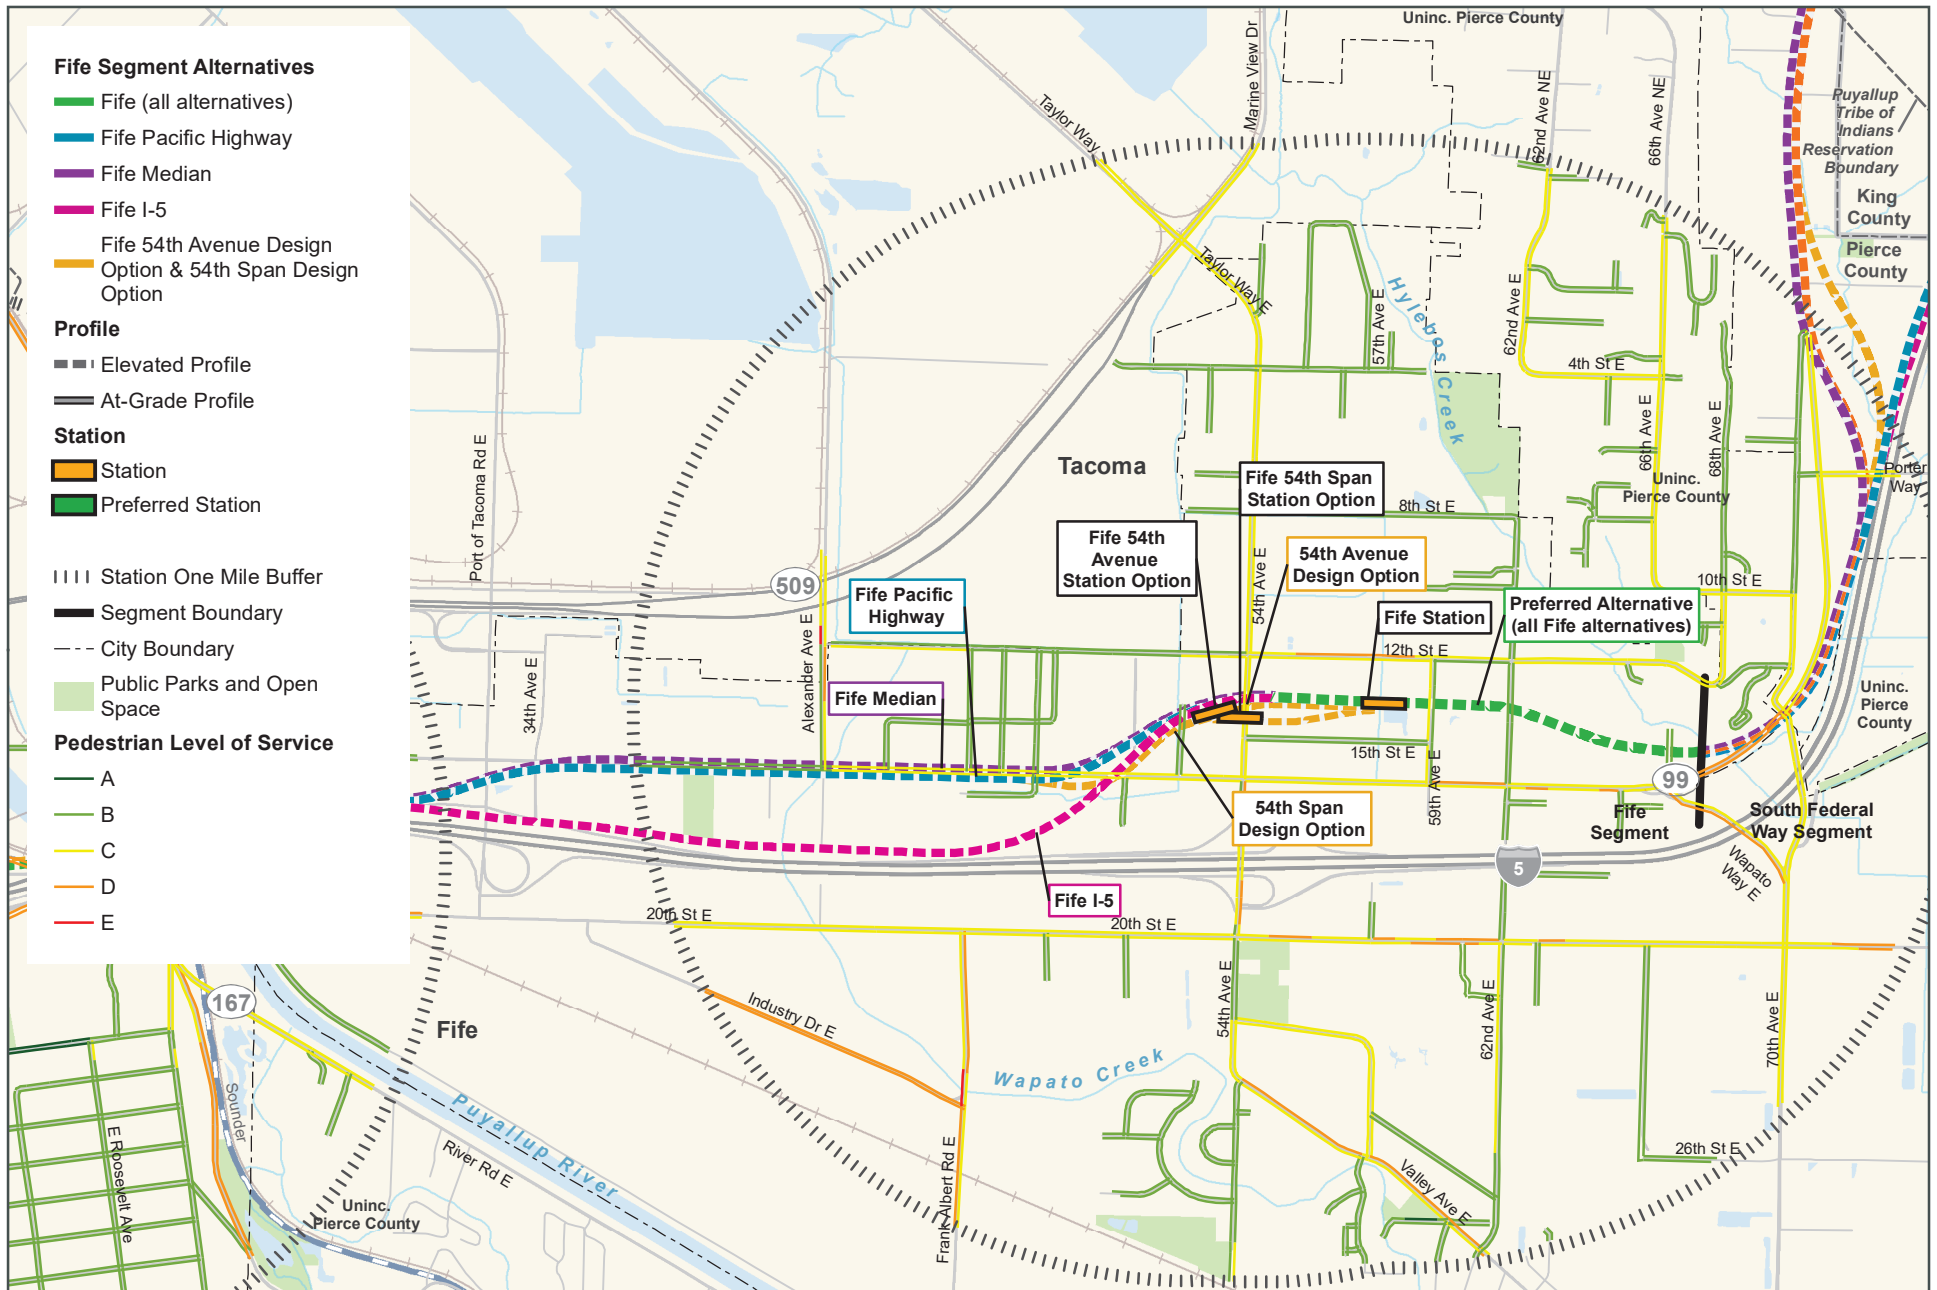 Fife Segment Alternatives
Fife (all alternatives)
Fife Pacific Highway
Fife Median
Fife I-5
Fife 54th Avenue Design
Option & 54th Span Design
Option
Profile
Elevated Profile
At-Grade Profile
Station
Station
Preferred Station
Station One Mile Buffer
Segment Boundary
City Boundary
Public Parks and Open
Space
Pedestrian Level of Service
A
B
C
D
E
Uninc. Pierce County
Marine View Dr
Taylor Way
62nd Ave NE
66th Ave NE
Puyallup
Tribe of
Indians
Reservation
Boundary
King
County
Pierce
County
Taylor Way E
Hylebos Creek
57th Ave E
62nd Ave E
4th St E
66th Ave E
68th Ave E
Port of Tacoma Rd E
Tacoma
Uninc.
Pierce County
Porter
Way
Fife 54th Span
Station Option
8th St E
Fife 54th
Avenue
Station Option
54th Ave E
54th Avenue
Design Option
509
10th St E
Fife Pacific
Highway
Fife Station
Preferred Alternative
(all Fife alternatives)
Alexander Ave E
34th Ave E
12th St E
Fife Median
Uninc.
Pierce
County
15th St E
59th Ave E
99
54th Span
Design Option
Fife
Segment
South Federal
Way Segment
5
Wapato
Way E
Fife I-5
20th St E
20th St E
167
Fife
Industry Dr E
54th Ave E
62nd Ave E
70th Ave E
Wapato Creek
Sounder
Puyallup River
E Roosevelt Ave
River Rd E
Frank Albert Rd E
Valley Ave E
26th St E
Uninc.
Pierce County